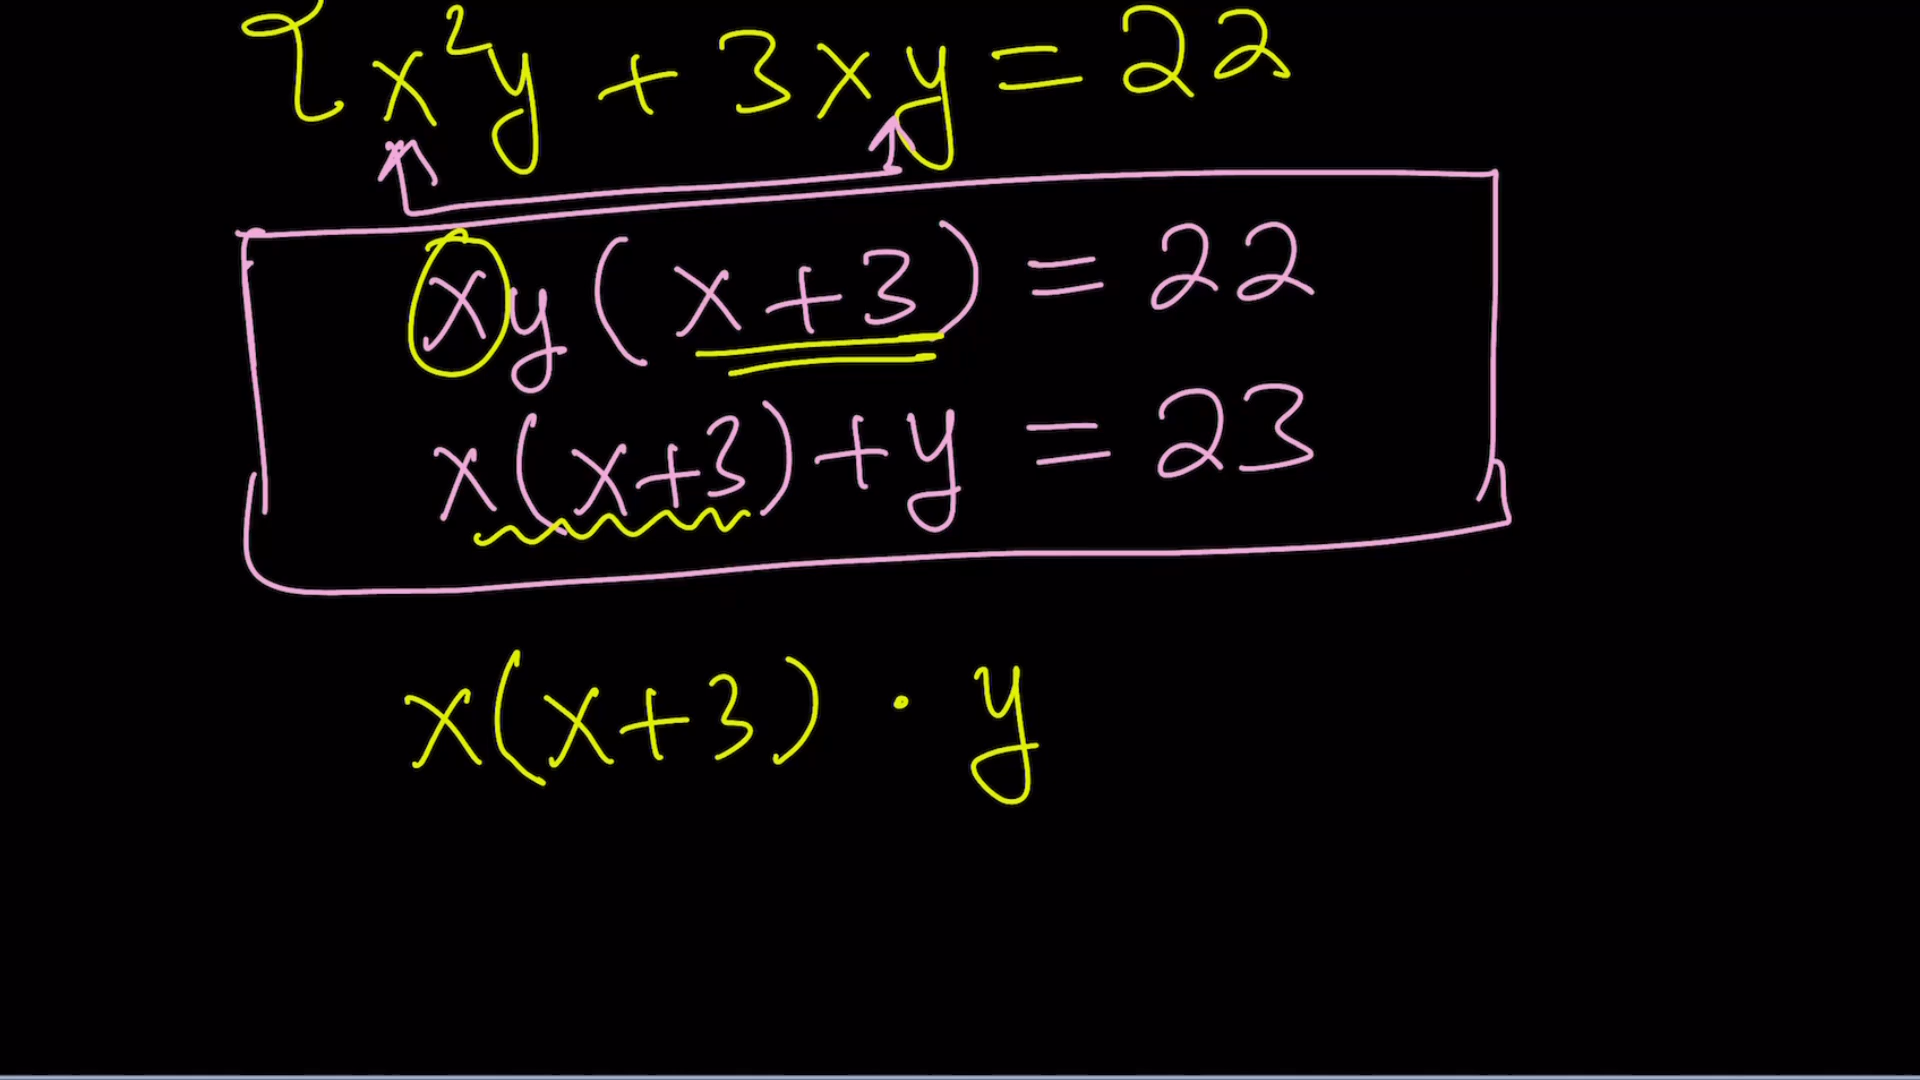 x²y + 3xy = 22
xy(x+3) = 22
x(x+3)+y = 23
x(x+3) · y